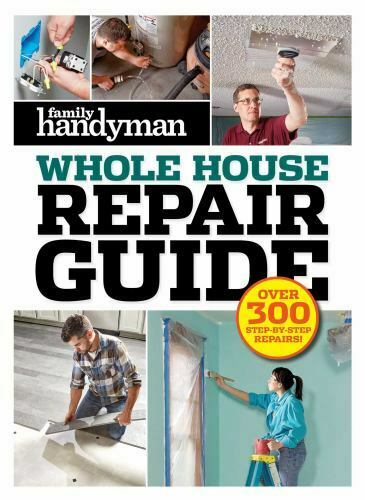 family
handyman
WHOLE HOUSE
REPAIR
GUIDE
OVER
300
STEP-BY-STEP
REPAIRS!